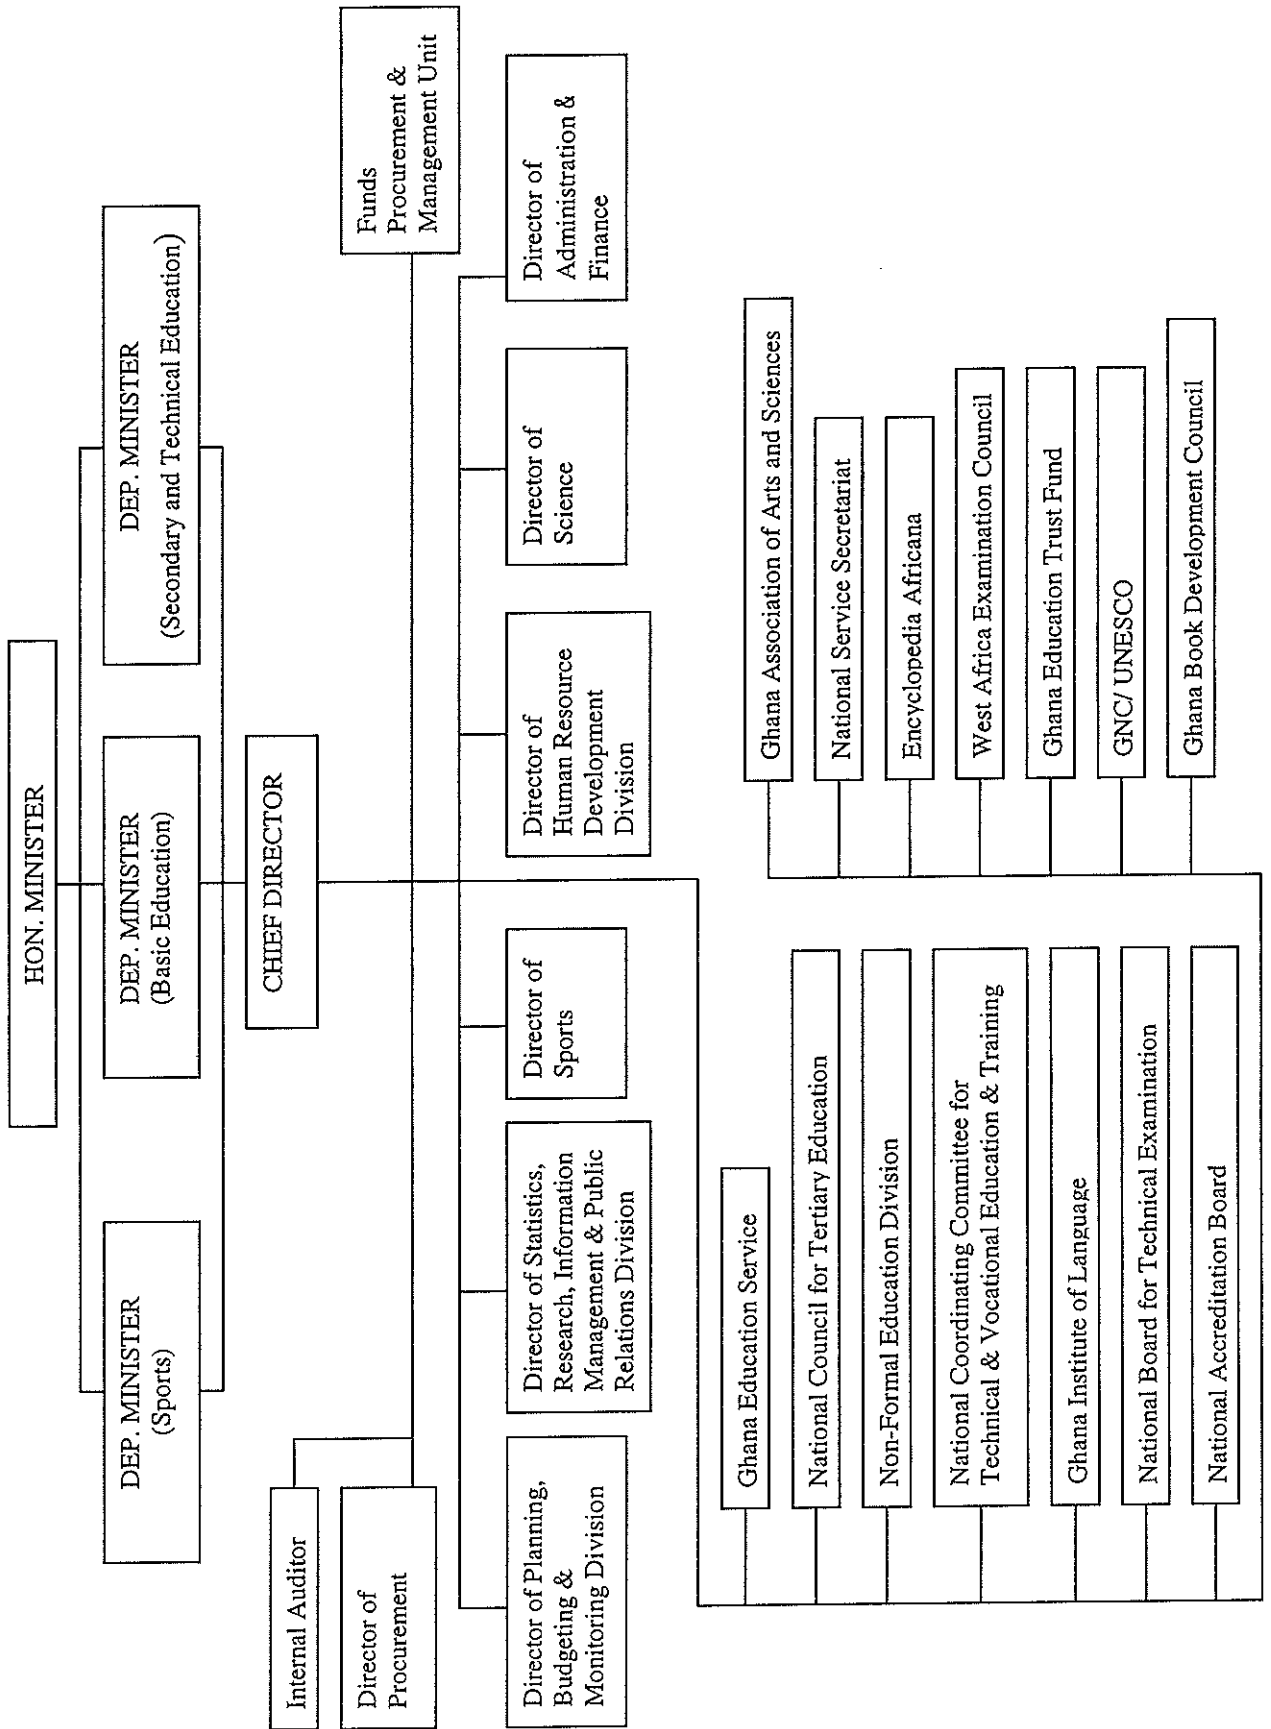 HON. MINISTER
DEP. MINISTER
(Sports)
DEP. MINISTER
(Basic Education)
DEP. MINISTER
(Secondary and Technical Education)
CHIEF DIRECTOR
Internal Auditor
Director of
Procurement
Funds
Procurement &
Management Unit
Director of Planning,
Budgeting &
Monitoring Division
Director of Statistics,
Research, Information
Management & Public
Relations Division
Director of
Sports
Director of
Human Resource
Development
Division
Director of
Science
Director of
Administration &
Finance
Ghana Education Service
National Council for Tertiary Education
Non-Formal Education Division
National Coordinating Committee for
Technical & Vocational Education & Training
Ghana Institute of Language
National Board for Technical Examination
National Accreditation Board
Ghana Association of Arts and Sciences
National Service Secretariat
Encyclopedia Africana
West Africa Examination Council
Ghana Education Trust Fund
GNC/ UNESCO
Ghana Book Development Council